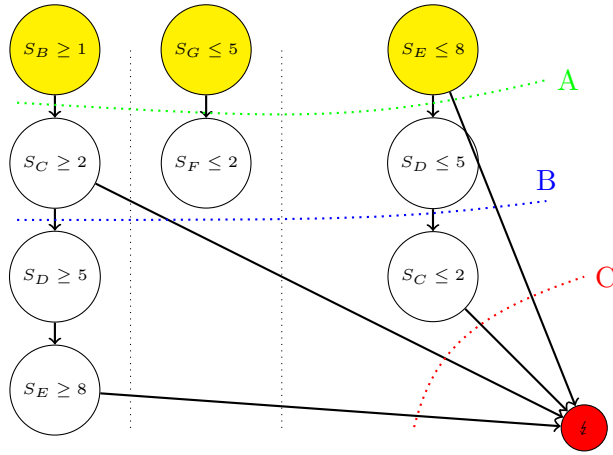 S_B ≥ 1
S_G ≤ 5
S_E ≤ 8
A
S_C ≥ 2
S_F ≤ 2
S_D ≤ 5
B
S_D ≥ 5
S_C ≤ 2
C
S_E ≥ 8
↯